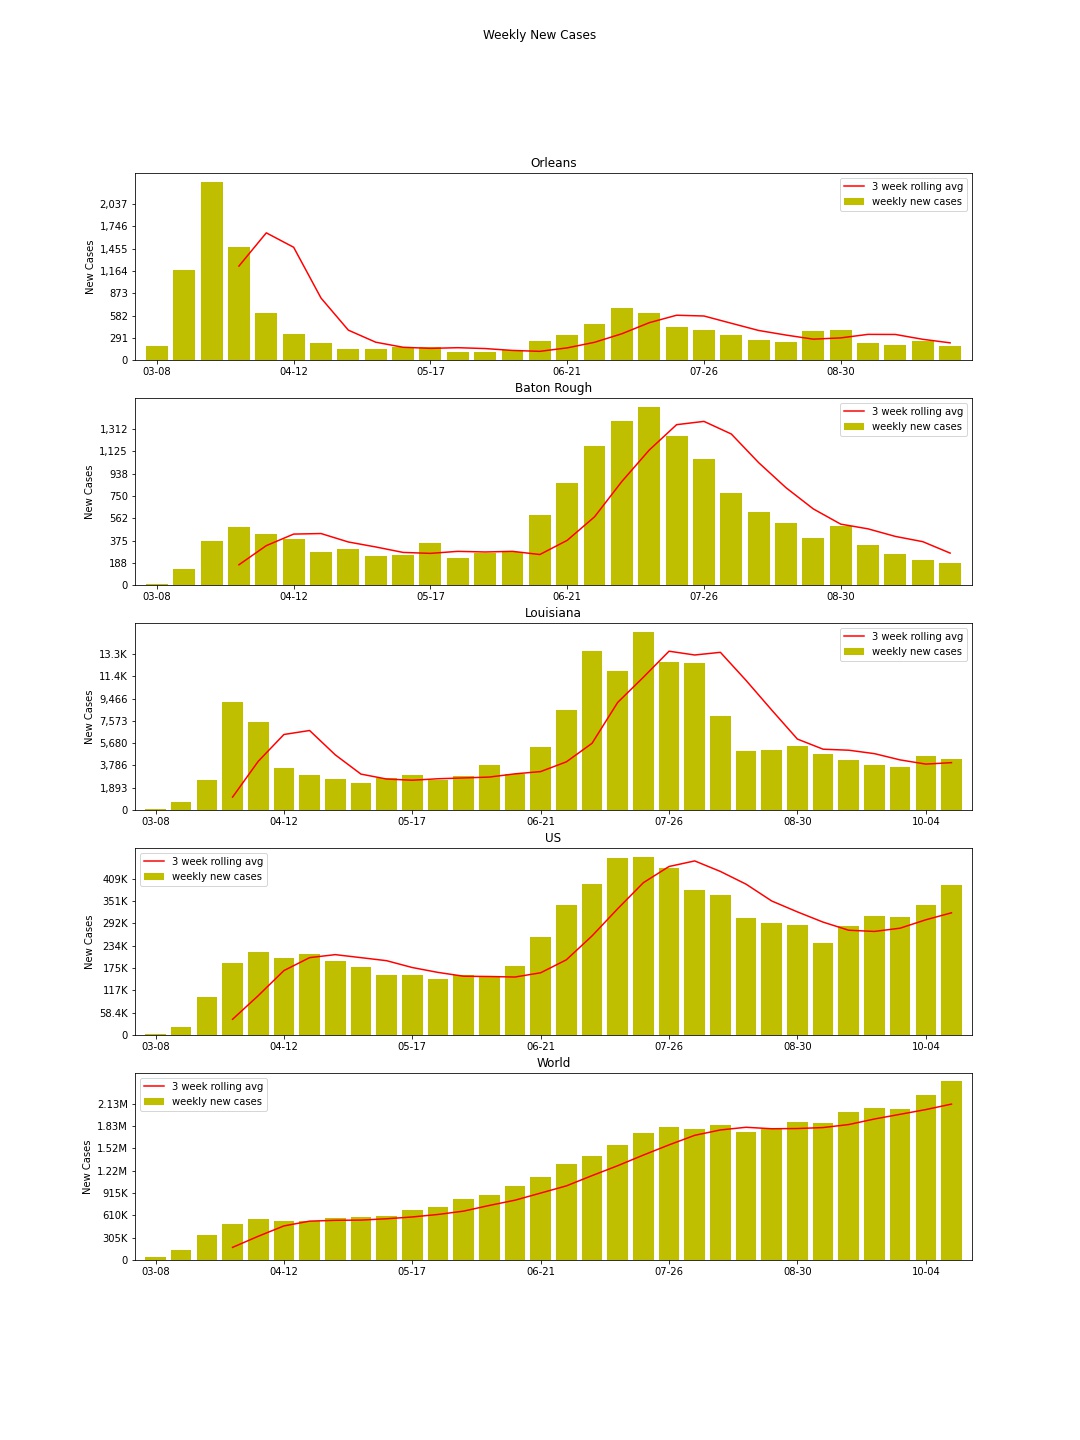 Weekly New Cases
Orleans
3 week rolling avg
weekly new cases
New Cases
2,037
1,746
1,455
1,164
873
582
291
0
03-08 04-12 05-17 06-21 07-26 08-30
Baton Rough
3 week rolling avg
weekly new cases
New Cases
1,312
1,125
938
750
562
375
188
0
03-08 04-12 05-17 06-21 07-26 08-30
Louisiana
3 week rolling avg
weekly new cases
New Cases
13.3K
11.4K
9,466
7,573
5,680
3,786
1,893
0
03-08 04-12 05-17 06-21 07-26 08-30 10-04
US
3 week rolling avg
weekly new cases
New Cases
409K
351K
292K
234K
175K
117K
58.4K
0
03-08 04-12 05-17 06-21 07-26 08-30 10-04
World
3 week rolling avg
weekly new cases
New Cases
2.13M
1.83M
1.52M
1.22M
915K
610K
305K
0
03-08 04-12 05-17 06-21 07-26 08-30 10-04